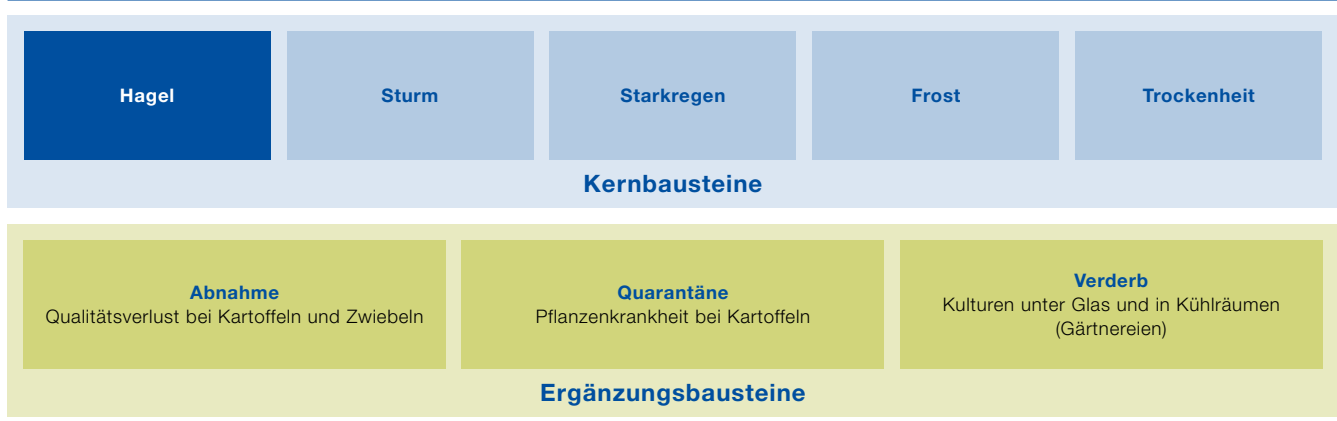 Hagel
Sturm
Starkregen
Frost
Trockenheit
Kernbausteine
Abnahme
Qualitätsverlust bei Kartoffeln und Zwiebeln
Quarantäne
Pflanzenkrankheit bei Kartoffeln
Verderb
Kulturen unter Glas und in Kühlräumen
(Gärtnereien)
Ergänzungsbausteine